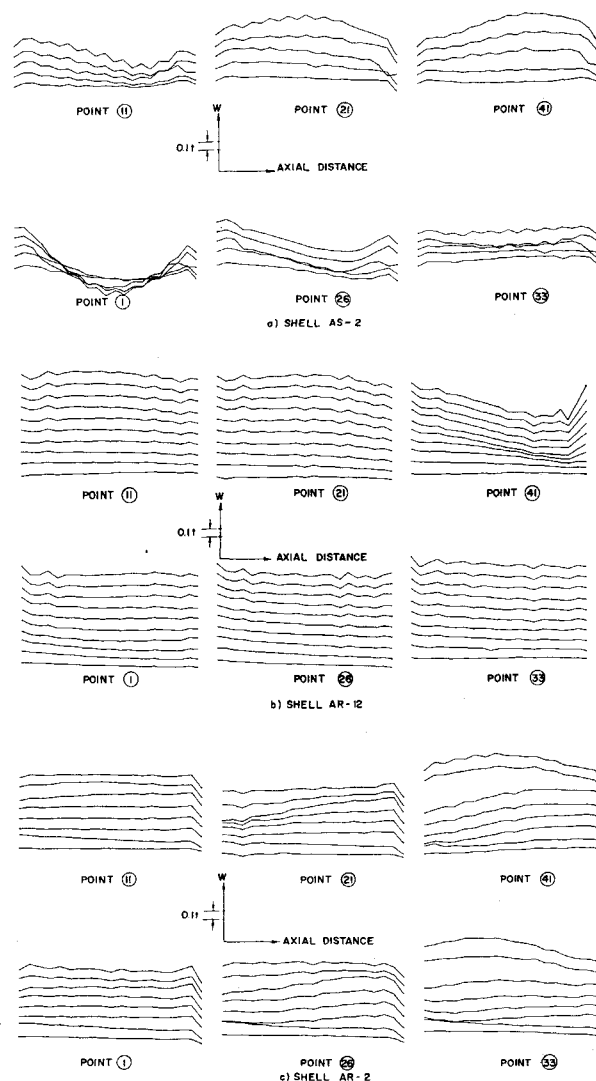 POINT 11 POINT 21 POINT 41
W
0.1t
AXIAL DISTANCE
POINT 1 POINT 26 POINT 33
a) SHELL AS-2
POINT 11 POINT 21 POINT 41
W
0.1t
AXIAL DISTANCE
POINT 1 POINT 26 POINT 33
b) SHELL AR-12
POINT 11 POINT 21 POINT 41
W
0.1t
AXIAL DISTANCE
POINT 1 POINT 26 POINT 33
c) SHELL AR-2